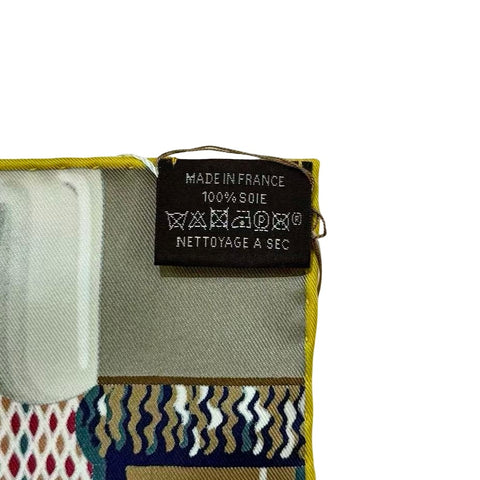 MADE IN FRANCE
100% SOIE
P
NETTOYAGE A SEC